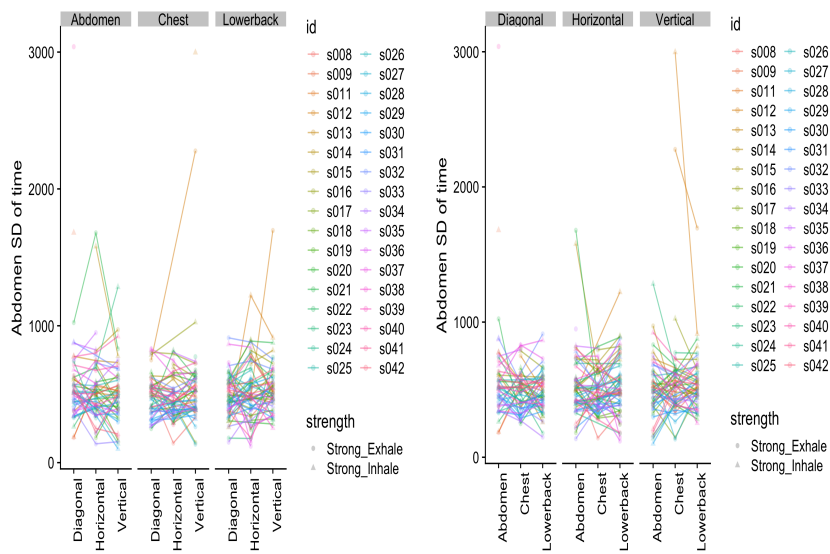 Abdomen Chest Lowerback
Abdomen SD of time
3000
2000
1000
0
Diagonal
Horizontal
Vertical
Diagonal
Horizontal
Vertical
Diagonal
Horizontal
Vertical
id
s008 s026
s009 s027
s011 s028
s012 s029
s013 s030
s014 s031
s015 s032
s016 s033
s017 s034
s018 s035
s019 s036
s020 s037
s021 s038
s022 s039
s023 s040
s024 s041
s025 s042
strength
Strong_Exhale
Strong_Inhale
Diagonal Horizontal Vertical
Abdomen SD of time
3000
2000
1000
0
Abdomen
Chest
Lowerback
Abdomen
Chest
Lowerback
Abdomen
Chest
Lowerback
id
s008 s026
s009 s027
s011 s028
s012 s029
s013 s030
s014 s031
s015 s032
s016 s033
s017 s034
s018 s035
s019 s036
s020 s037
s021 s038
s022 s039
s023 s040
s024 s041
s025 s042
strength
Strong_Exhale
Strong_Inhale